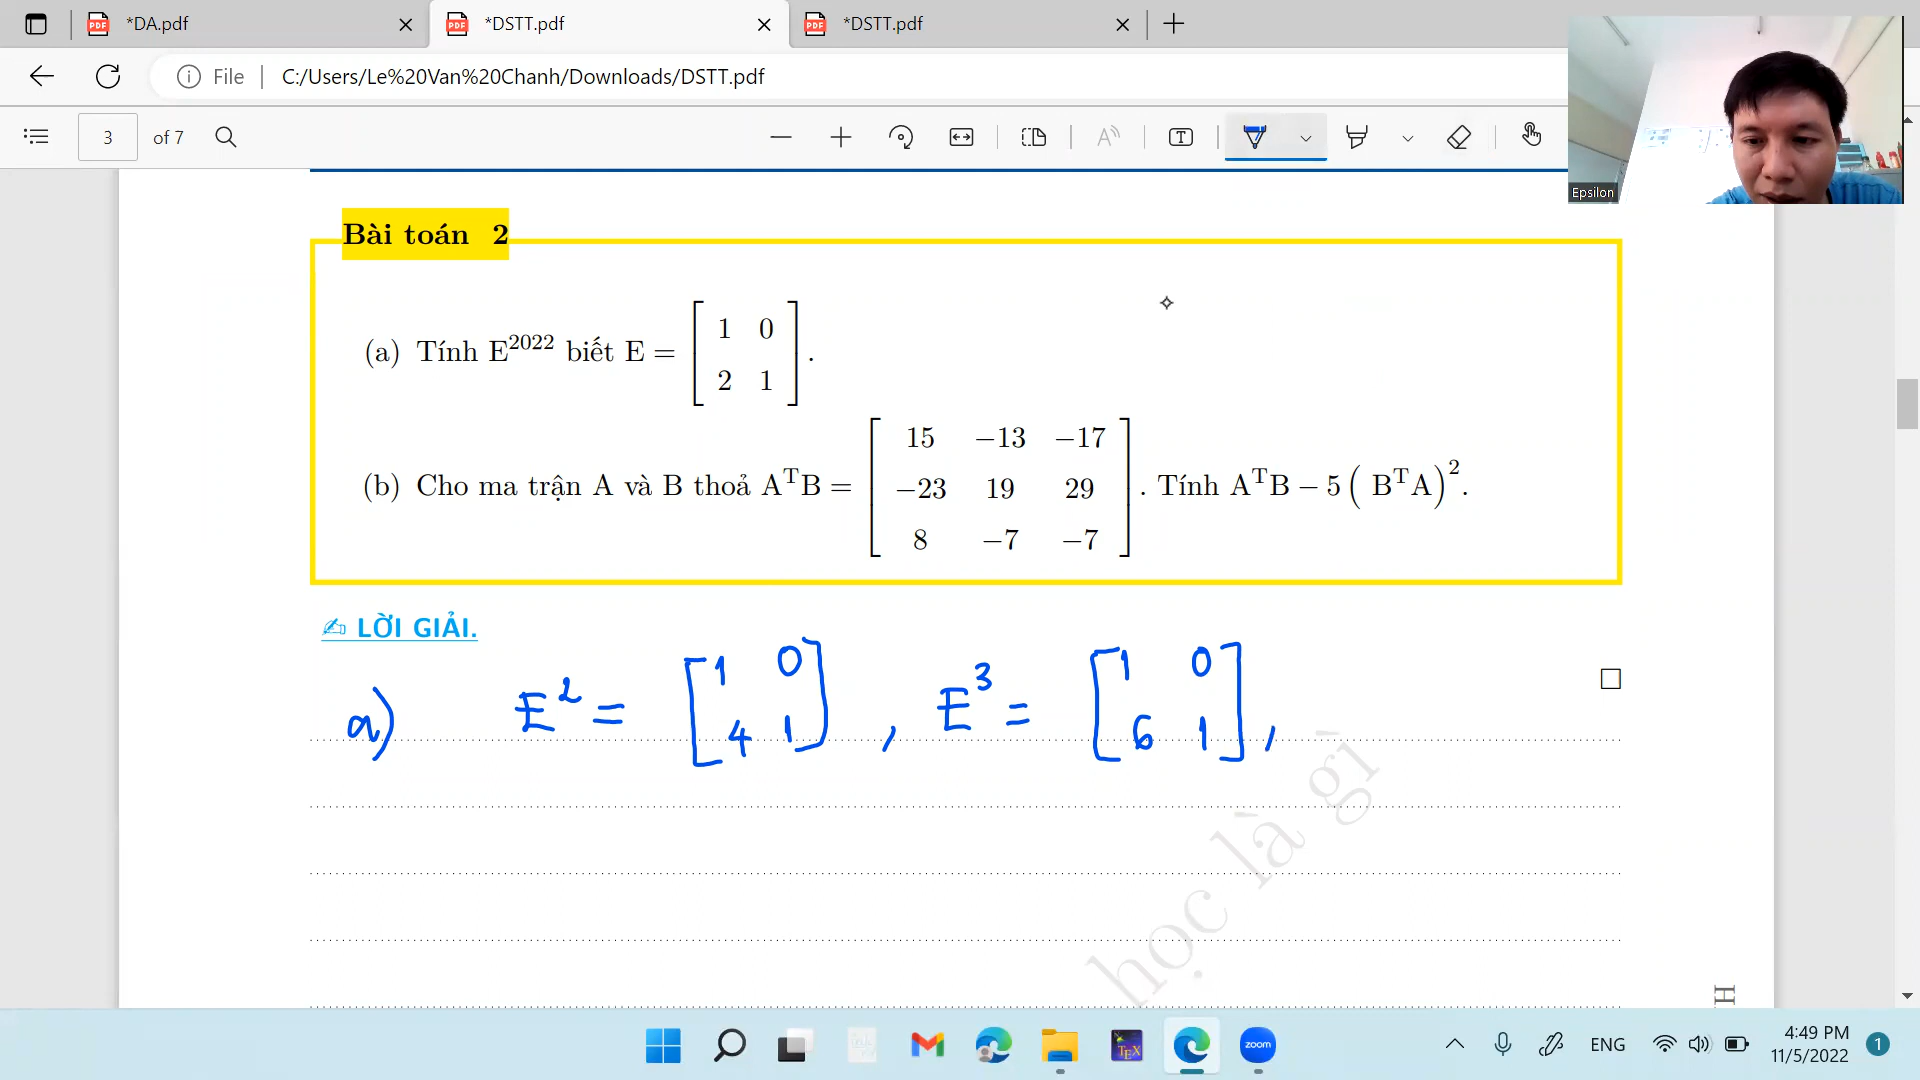 *DA.pdf
*DSTT.pdf
*DSTT.pdf
File C:/Users/Le%20Van%20Chanh/Downloads/DSTT.pdf
3 of 7
Epsilon
Bài toán 2
(a) Tính E^2022 biết E = [ 1 0 ; 2 1 ].
(b) Cho ma trận A và B thoả A^T B = [ 15 −13 −17 ; −23 19 29 ; 8 −7 −7 ]. Tính A^T B − 5 ( B^T A )^2.
LỜI GIẢI.
a) E^2 = [ 1 0 ; 4 1 ] , E^3 = [ 1 0 ; 6 1 ] ,
học là gì
H
zoom
TEX
ENG
4:49 PM
11/5/2022
1